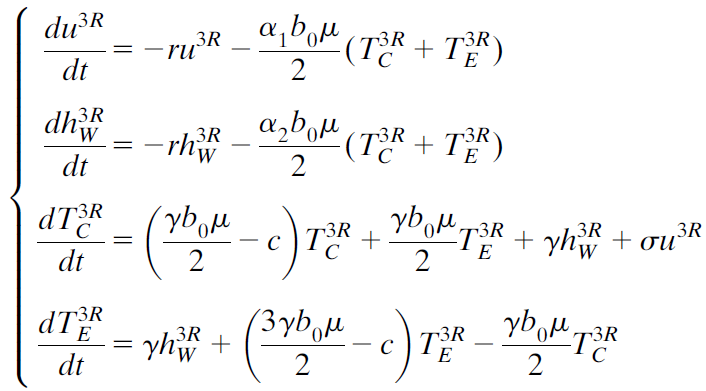 du^{3R}/dt = −ru^{3R} − (α₁b₀μ/2)(T_C^{3R} + T_E^{3R})
dh_W^{3R}/dt = −rh_W^{3R} − (α₂b₀μ/2)(T_C^{3R} + T_E^{3R})
dT_C^{3R}/dt = (γb₀μ/2 − c) T_C^{3R} + (γb₀μ/2)T_E^{3R} + γh_W^{3R} + σu^{3R}
dT_E^{3R}/dt = γh_W^{3R} + (3γb₀μ/2 − c) T_E^{3R} − (γb₀μ/2)T_C^{3R}